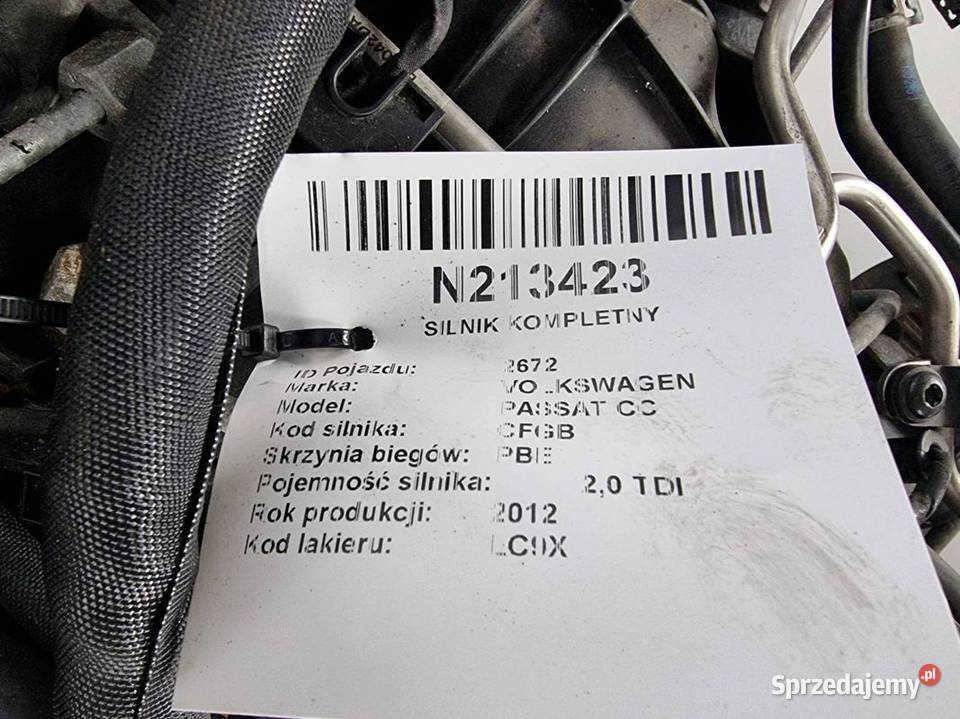 N213423
SILNIK KOMPLETNY
ID Pojazdu: 2672
Marka: VOLKSWAGEN
Model: PASSAT CC
Kod silnika: CFGB
Skrzynia biegów: PBE
Pojemność silnika: 2,0 TDI
Rok produkcji: 2012
Kod lakieru: LC9X
Sprzedajemy.pl